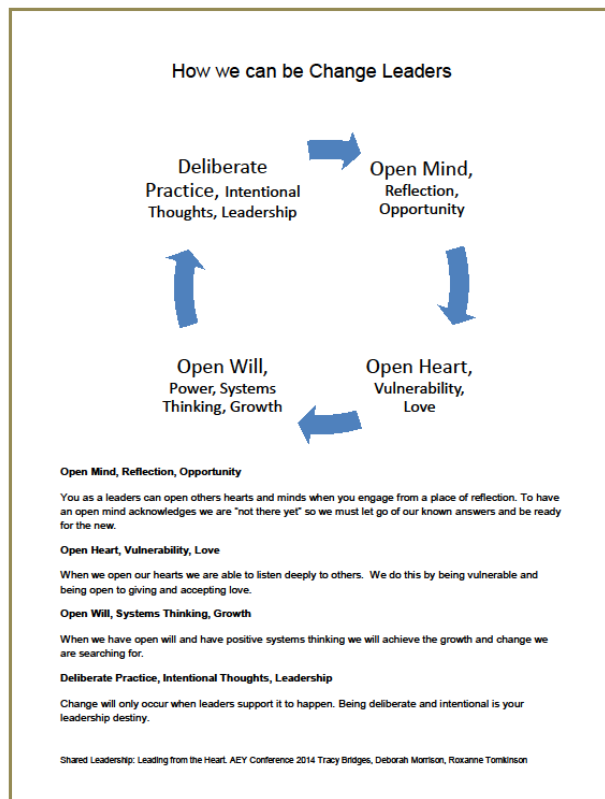 How we can be Change Leaders
Deliberate
Practice, Intentional
Thoughts, Leadership
Open Mind,
Reflection,
Opportunity
Open Heart,
Vulnerability,
Love
Open Will,
Power, Systems
Thinking, Growth
Open Mind, Reflection, Opportunity
You as a leaders can open others hearts and minds when you engage from a place of reflection. To have
an open mind acknowledges we are “not there yet” so we must let go of our known answers and be ready
for the new.
Open Heart, Vulnerability, Love
When we open our hearts we are able to listen deeply to others. We do this by being vulnerable and
being open to giving and accepting love.
Open Will, Systems Thinking, Growth
When we have open will and have positive systems thinking we will achieve the growth and change we
are searching for.
Deliberate Practice, Intentional Thoughts, Leadership
Change will only occur when leaders support it to happen. Being deliberate and intentional is your
leadership destiny.
Shared Leadership: Leading from the Heart. AEY Conference 2014 Tracy Bridges, Deborah Morrison, Roxanne Tomkinson